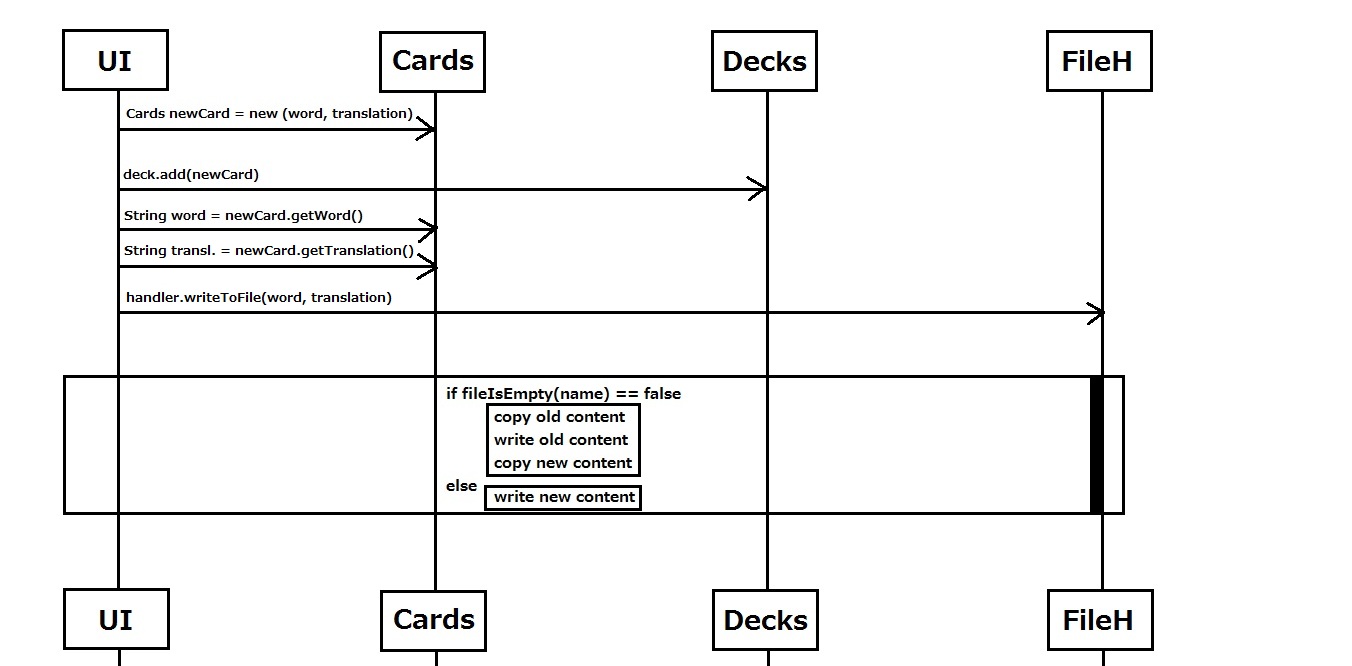 UI
Cards
Decks
FileH
Cards newCard = new (word, translation)
deck.add(newCard)
String word = newCard.getWord()
String transl. = newCard.getTranslation()
handler.writeToFile(word, translation)
if fileIsEmpty(name) == false
copy old content
write old content
copy new content
else
write new content
UI
Cards
Decks
FileH